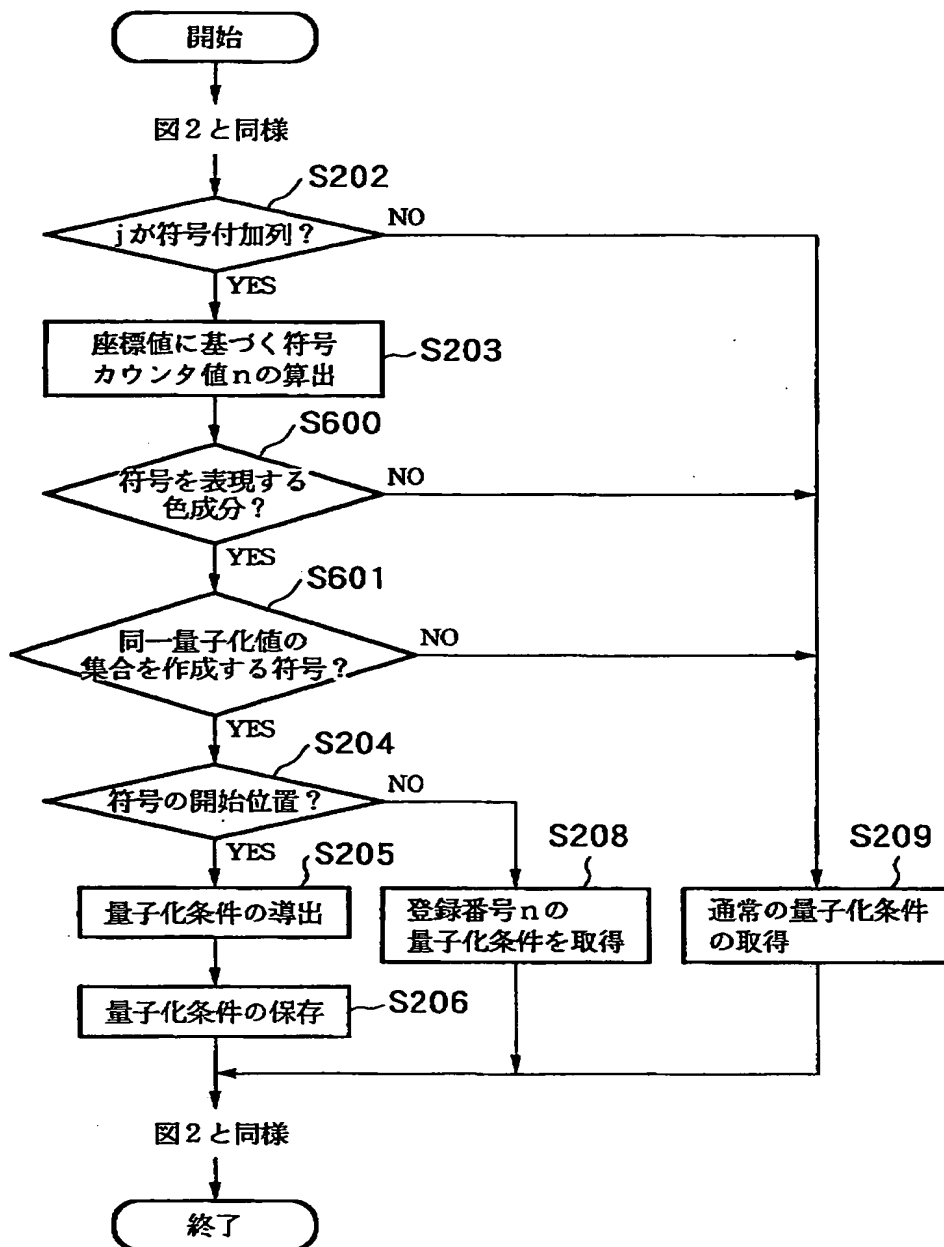 開始
図2と同様
S202
jが符号付加列?
NO
YES
座標値に基づく符号
カウンタ値nの算出
S203
S600
符号を表現する
色成分?
NO
YES
S601
同一量子化値の
集合を作成する符号?
NO
YES
S204
符号の開始位置?
NO
YES
S205
量子化条件の導出
S208
登録番号nの
量子化条件を取得
S209
通常の量子化条件
の取得
量子化条件の保存
S206
図2と同様
終了